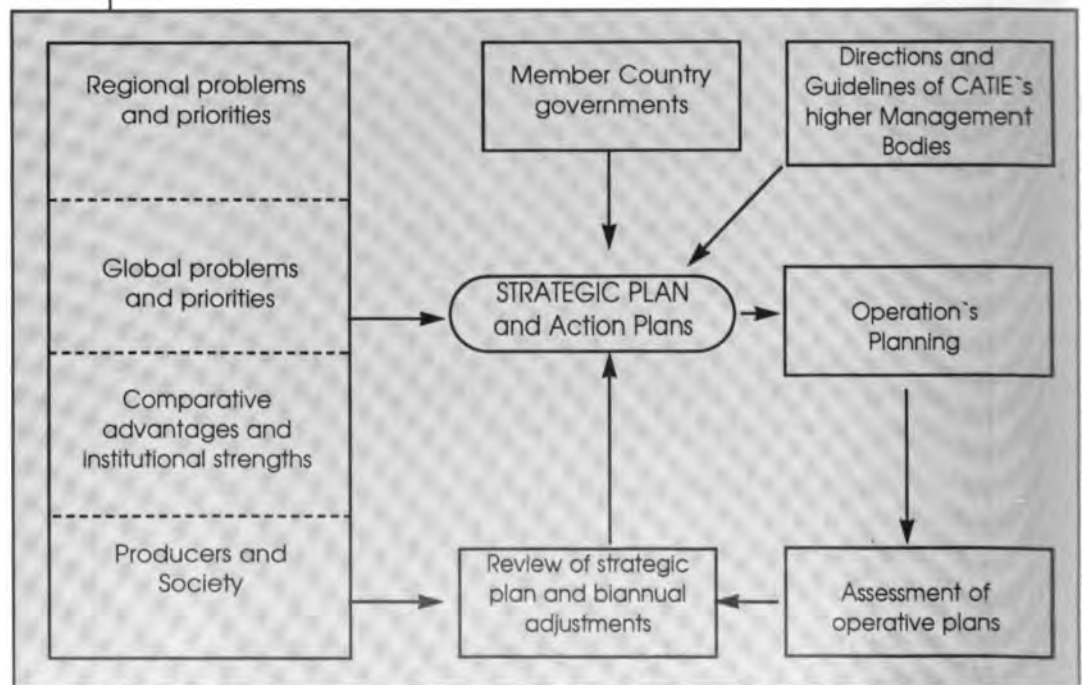 Regional problems
and priorities
Global problems
and priorities
Comparative
advantages and
institutional strengths
Producers and
Society
Member Country
governments
Directions and
Guidelines of CATIE`s
higher Management
Bodies
STRATEGIC PLAN
and Action Plans
Operation`s
Planning
Review of strategic
plan and biannual
adjustments
Assessment of
operative plans